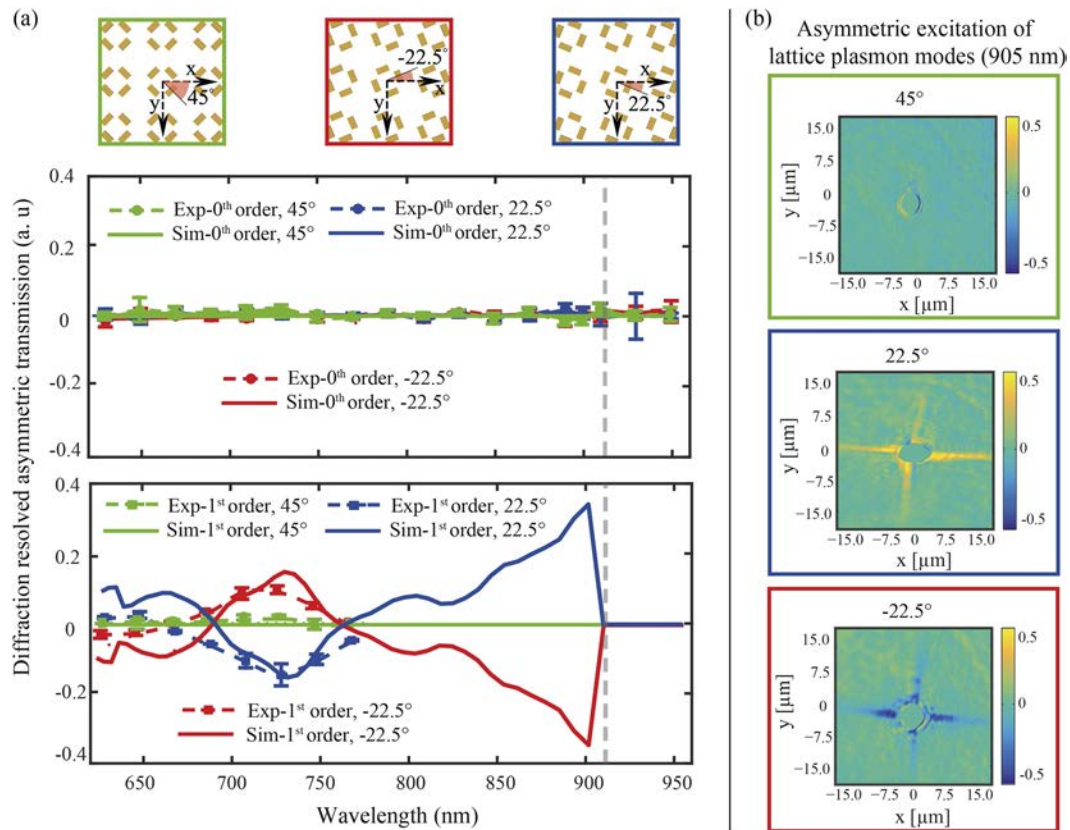 (a)
x
y
45°
-22.5°
x
y
x
y
22.5°
Diffraction resolved asymmetric transmission (a. u)
0.4
0.2
0
-0.2
-0.4
Exp-0th order, 45°
Sim-0th order, 45°
Exp-0th order, 22.5°
Sim-0th order, 22.5°
Exp-0th order, -22.5°
Sim-0th order, -22.5°
0.4
0.2
0
-0.2
-0.4
Exp-1st order, 45°
Sim-1st order, 45°
Exp-1st order, 22.5°
Sim-1st order, 22.5°
Exp-1st order, -22.5°
Sim-1st order, -22.5°
650 700 750 800 850 900 950
Wavelength (nm)
(b)
Asymmetric excitation of
lattice plasmon modes (905 nm)
45°
y [µm]
15.0
7.5
0
−7.5
−15.0
−15.0 −7.5 0 7.5 15.0
x [µm]
0.5
0
-0.5
22.5°
y [µm]
15.0
7.5
0
−7.5
−15.0
−15.0 −7.5 0 7.5 15.0
x [µm]
0.5
0
-0.5
-22.5°
y [µm]
15.0
7.5
0
−7.5
−15.0
−15.0 −7.5 0 7.5 15.0
x [µm]
0.5
0
-0.5